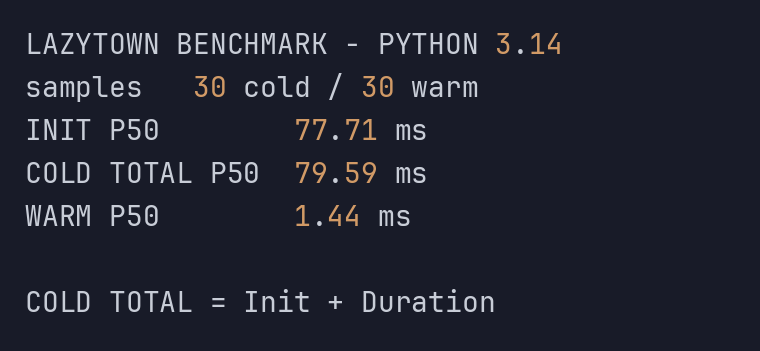 LAZYTOWN BENCHMARK - PYTHON 3.14
samples   30 cold / 30 warm
INIT P50        77.71 ms
COLD TOTAL P50  79.59 ms
WARM P50        1.44 ms
COLD TOTAL = Init + Duration